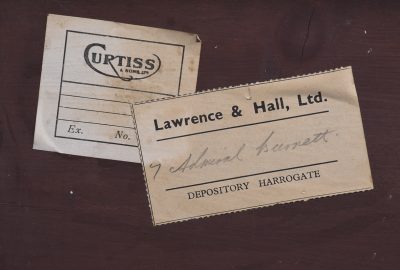 CURTISS
& SONS, LTD.
Ex. No.
Lawrence & Hall, Ltd.
7 Admiral Burnett.
DEPOSITORY HARROGATE